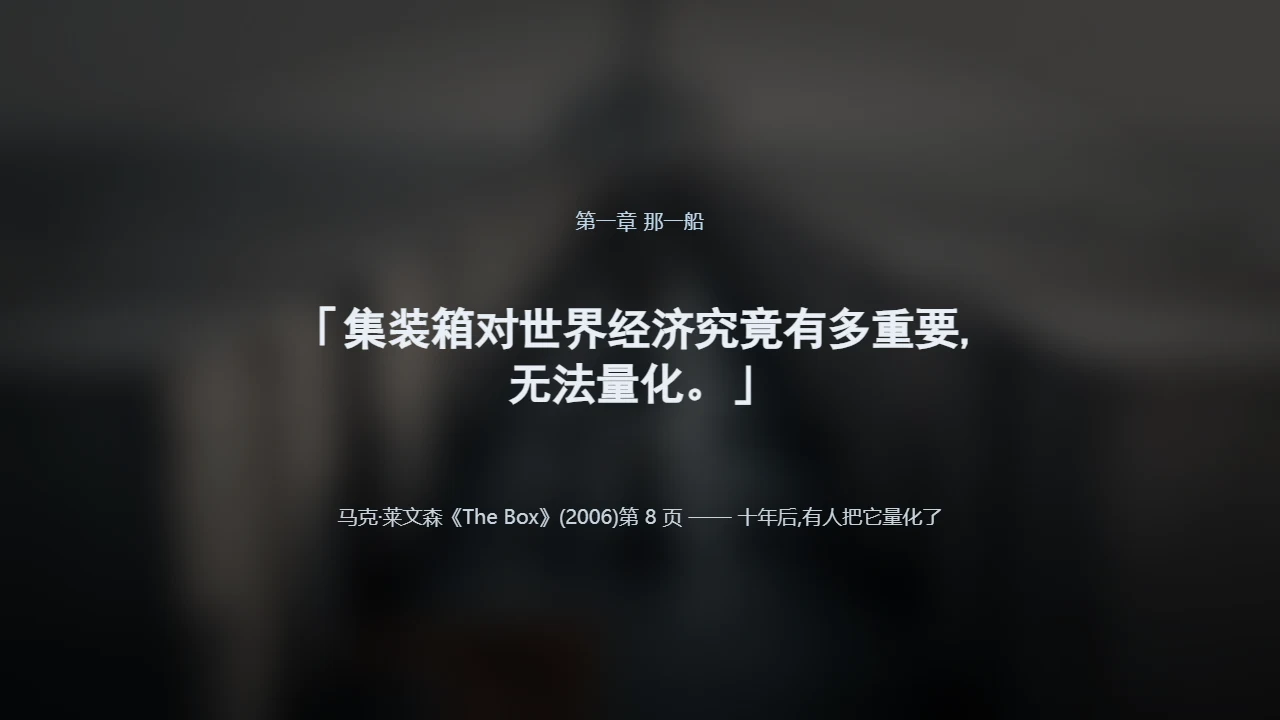 第一章 那一船
「集装箱对世界经济究竟有多重要,
无法量化。」
马克·莱文森《The Box》(2006)第 8 页 —— 十年后,有人把它量化了